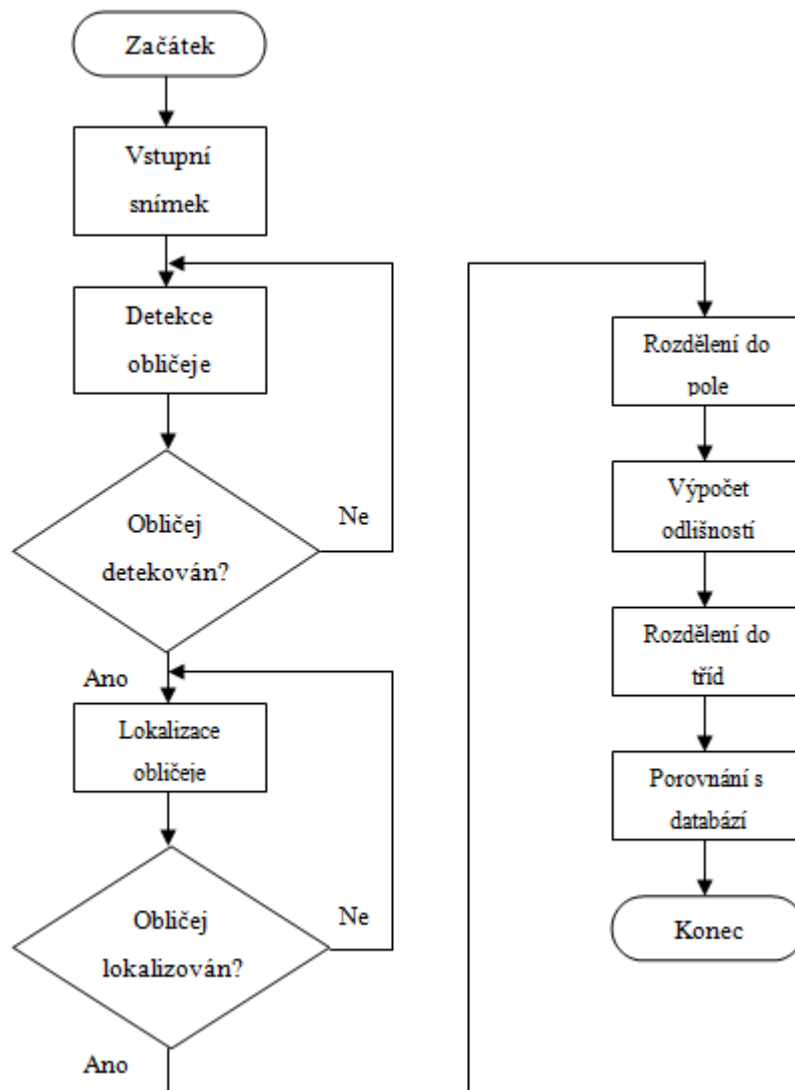 Začátek
Vstupní
snímek
Detekce
obličeje
Obličej
detekován?
Ne
Ano
Lokalizace
obličeje
Obličej
lokalizován?
Ne
Ano
Rozdělení do
pole
Výpočet
odlišností
Rozdělení do
tříd
Porovnání s
databází
Konec